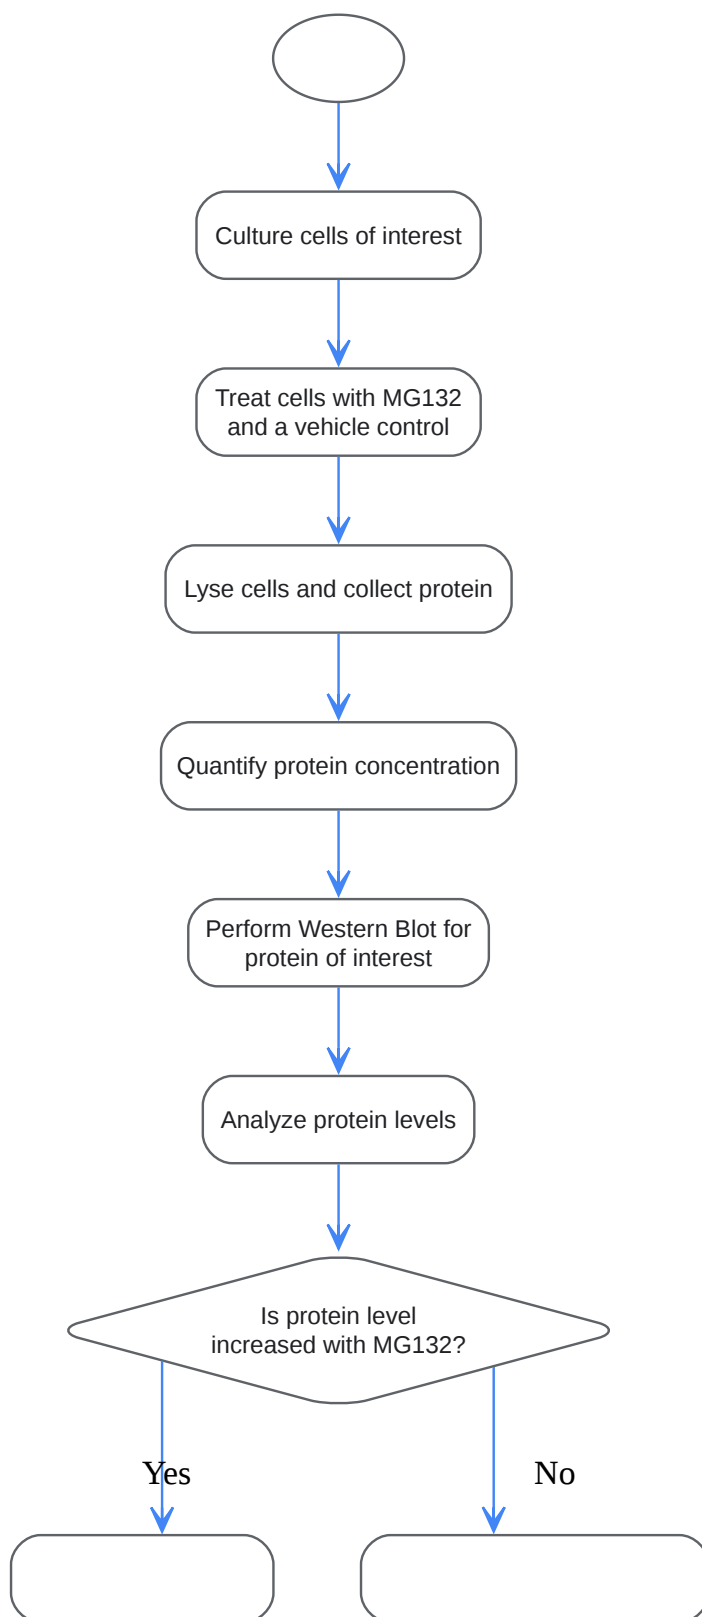 Culture cells of interest
Treat cells with MG132
and a vehicle control
Lyse cells and collect protein
Quantify protein concentration
Perform Western Blot for
protein of interest
Analyze protein levels
Is protein level
increased with MG132?
Yes
No